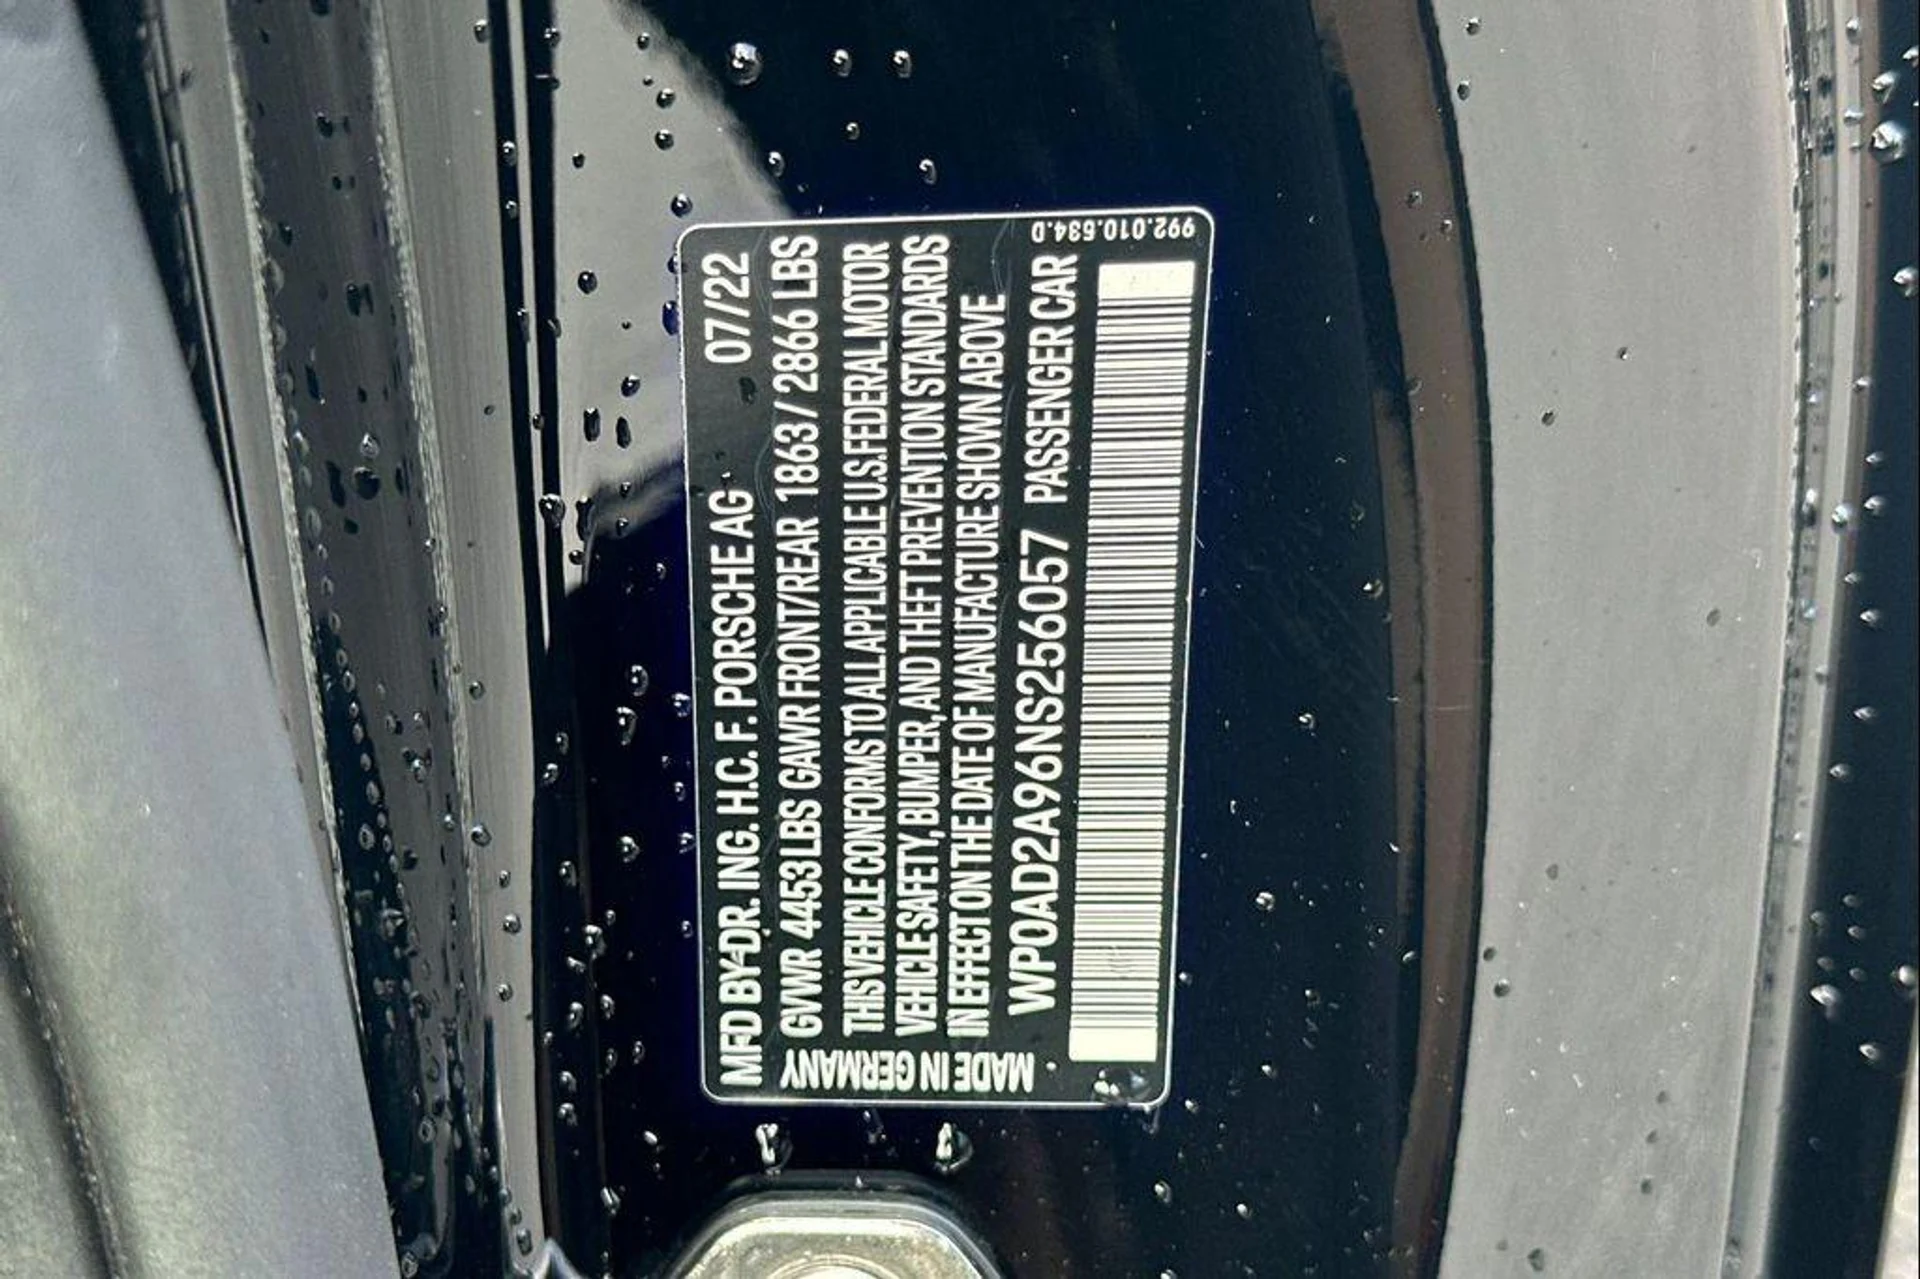 MFD BY DR. ING. H.C. F. PORSCHE AG 07/22
GVWR 4453 LBS GAWR FRONT/REAR 1863 / 2866 LBS
THIS VEHICLE CONFORMS TO ALL APPLICABLE U.S. FEDERAL MOTOR
VEHICLE SAFETY, BUMPER, AND THEFT PREVENTION STANDARDS
IN EFFECT ON THE DATE OF MANUFACTURE SHOWN ABOVE
WP0AD2A96NS256057 PASSENGER CAR
MADE IN GERMANY
992.010.634.D